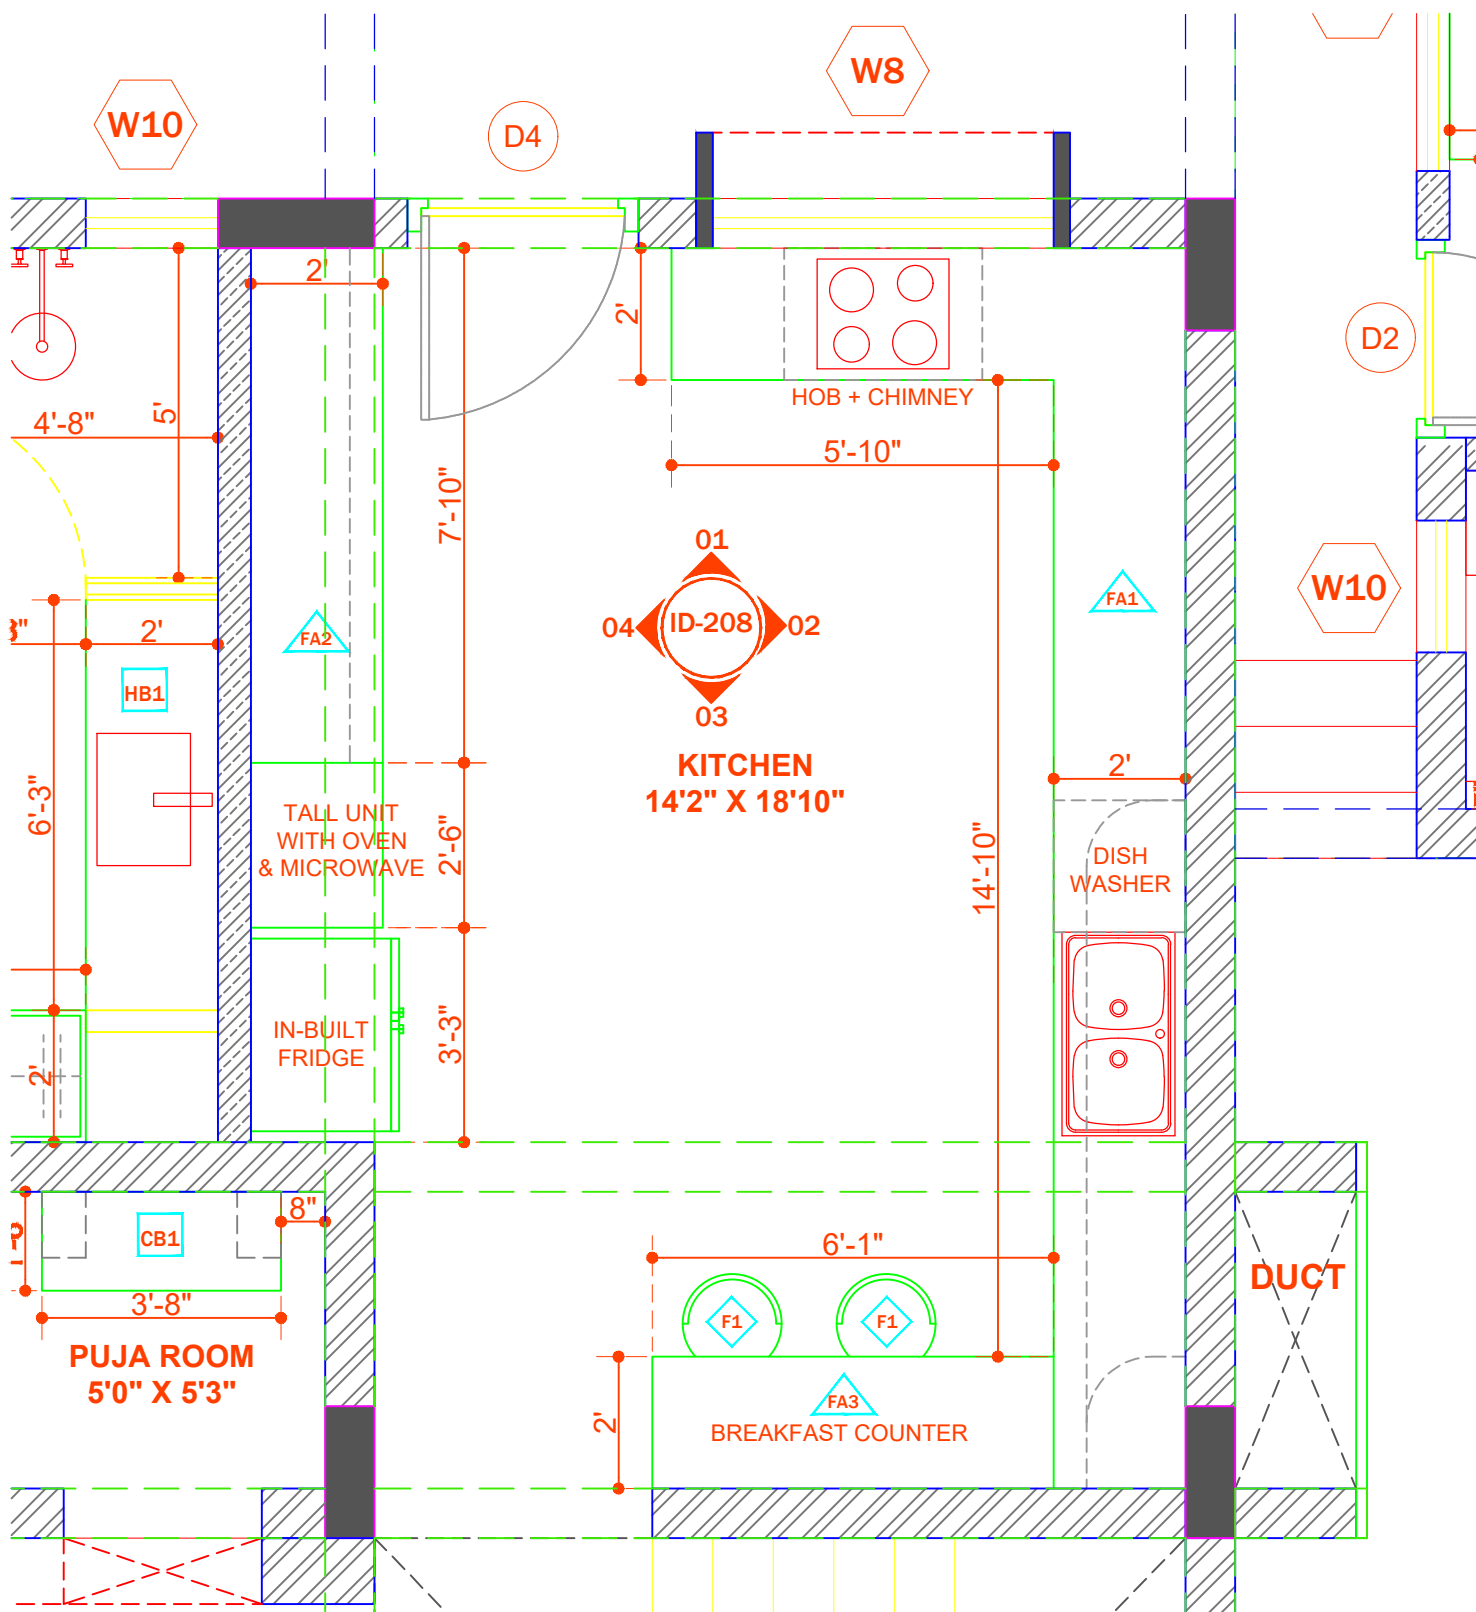 W8
W10
D4
2'
2'
D2
HOB + CHIMNEY
4'-8"
5'
5'-10"
7'-10"
01
04
ID-208
02
03
FA1
W10
FA2
2'
HB1
KITCHEN
14'2" X 18'10"
2'
6'-3"
TALL UNIT
WITH OVEN
& MICROWAVE
2'-6"
14'-10"
DISH
WASHER
IN-BUILT
FRIDGE
3'-3"
2'
8"
CB1
6'-1"
DUCT
3'-8"
F1
F1
PUJA ROOM
5'0" X 5'3"
FA3
2'
BREAKFAST COUNTER